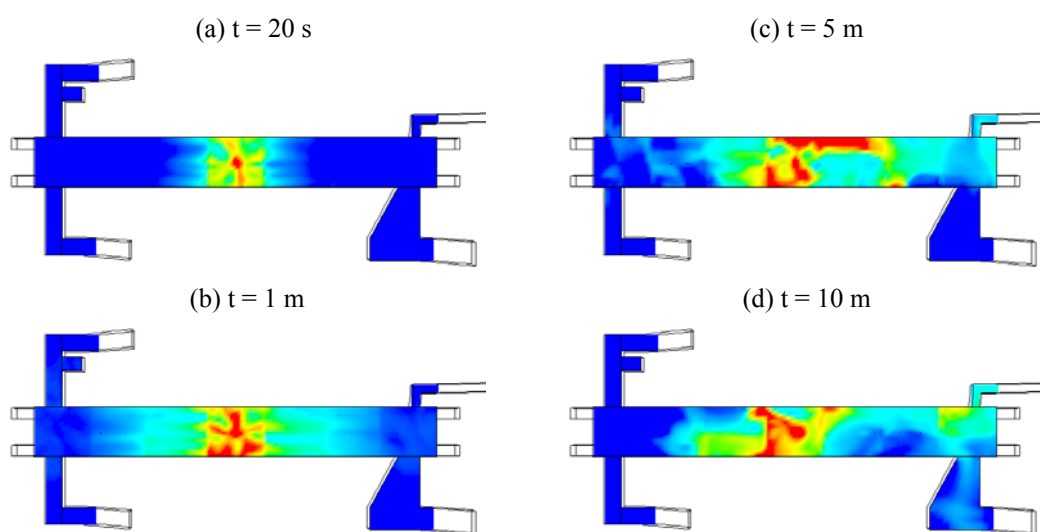 (a) t = 20 s
(c) t = 5 m
(b) t = 1 m
(d) t = 10 m